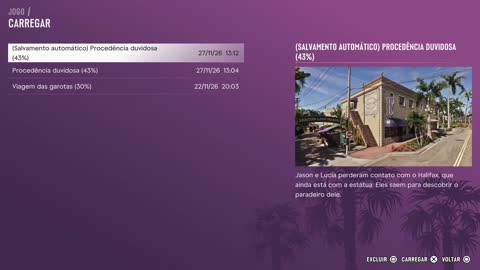 JOGO /
CARREGAR
(Salvamento automático) Procedência duvidosa
(43%)
27/11/26 13:12
Procedência duvidosa (43%)
27/11/26 13:04
Viagem das garotas (30%)
22/11/26 20:03
(SALVAMENTO AUTOMÁTICO) PROCEDÊNCIA DUVIDOSA
(43%)
Jason e Lucia perderam contato com o Halifax, que
ainda está com a estátua. Eles saem para descobrir o
paradeiro dele.
EXCLUIR CARREGAR VOLTAR